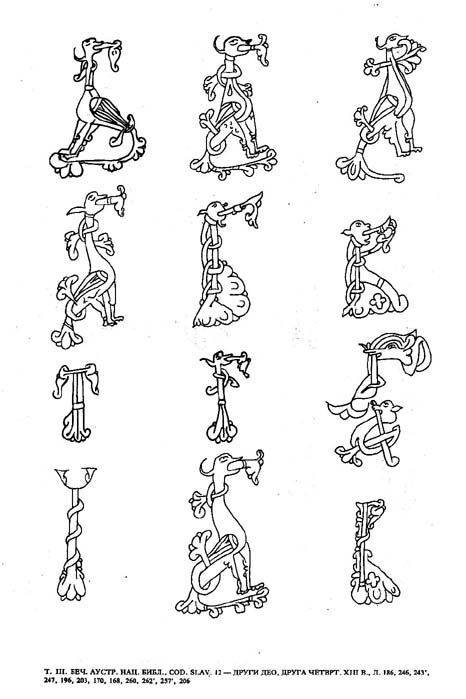 Т. III. БЕЧ. АУСТР. НАЦ. БИБЛ., COD. SLAV. 12 — ДРУГИ ДЕО, ДРУГА ЧЕТВРТ. XIII В., Л. 186, 246, 243',
247, 196, 203, 170, 168, 260, 262', 257', 206